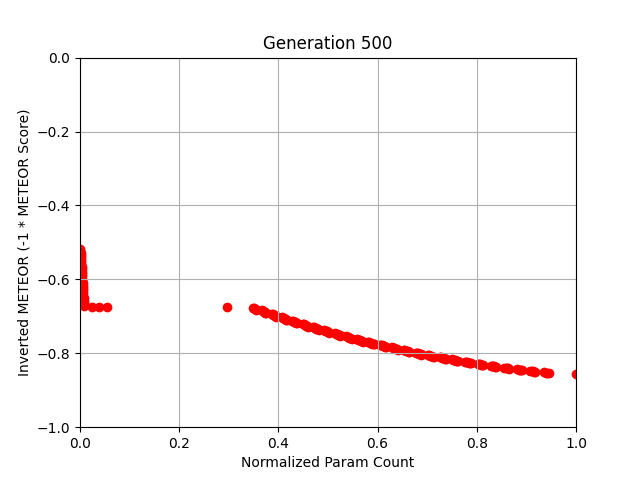 Generation 500
0.0
−0.2
−0.4
−0.6
−0.8
−1.0
Inverted METEOR (-1 * METEOR Score)
0.0 0.2 0.4 0.6 0.8 1.0
Normalized Param Count